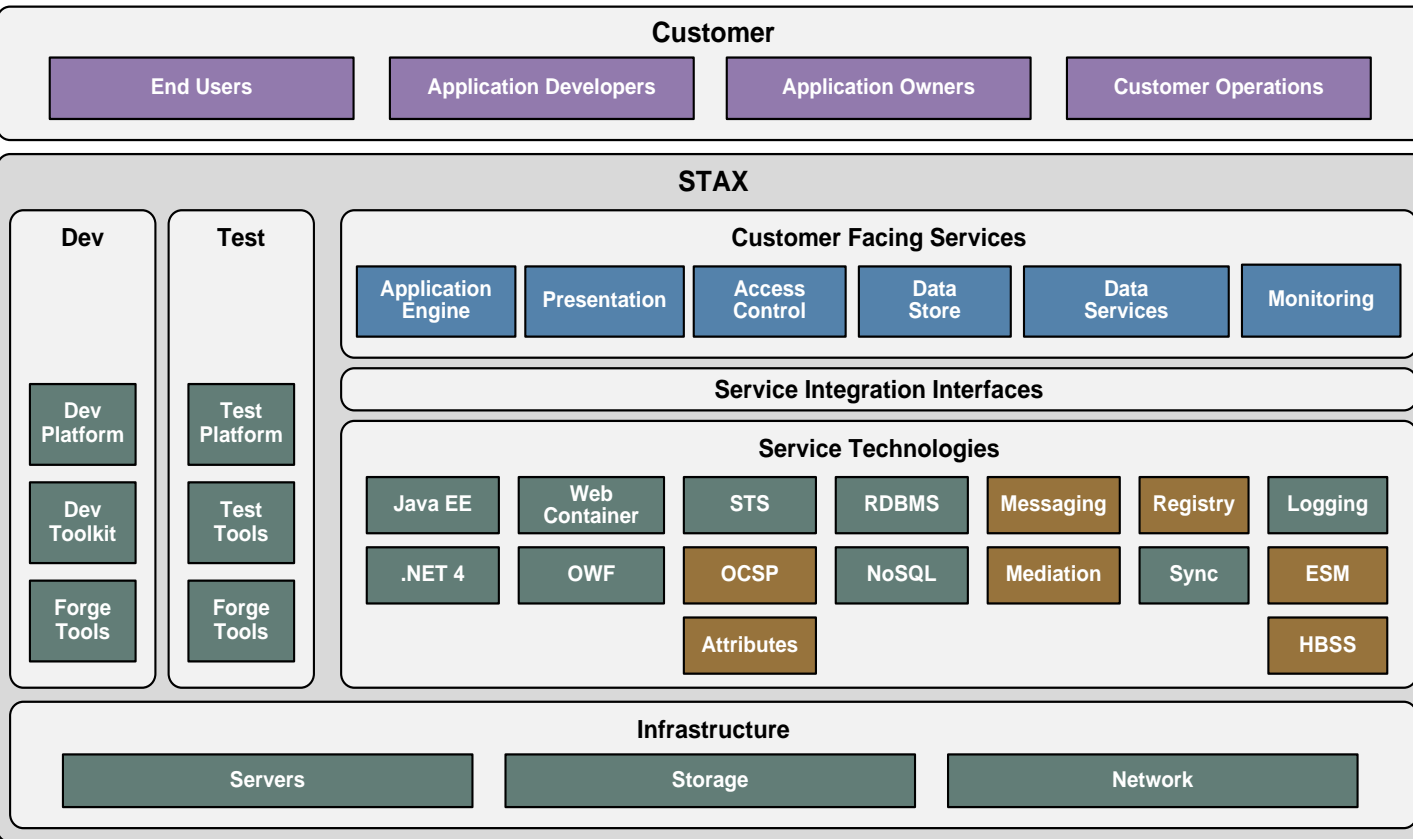 Customer
End Users
Application Developers
Application Owners
Customer Operations
STAX
Dev
Dev
Platform
Dev
Toolkit
Forge
Tools
Test
Test
Platform
Test
Tools
Forge
Tools
Customer Facing Services
Application
Engine
Presentation
Access
Control
Data
Store
Data
Services
Monitoring
Service Integration Interfaces
Service Technologies
Java EE
Web
Container
STS
RDBMS
Messaging
Registry
Logging
.NET 4
OWF
OCSP
NoSQL
Mediation
Sync
ESM
Attributes
HBSS
Infrastructure
Servers
Storage
Network